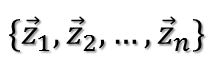 {z⃗₁, z⃗₂, …, z⃗ₙ}